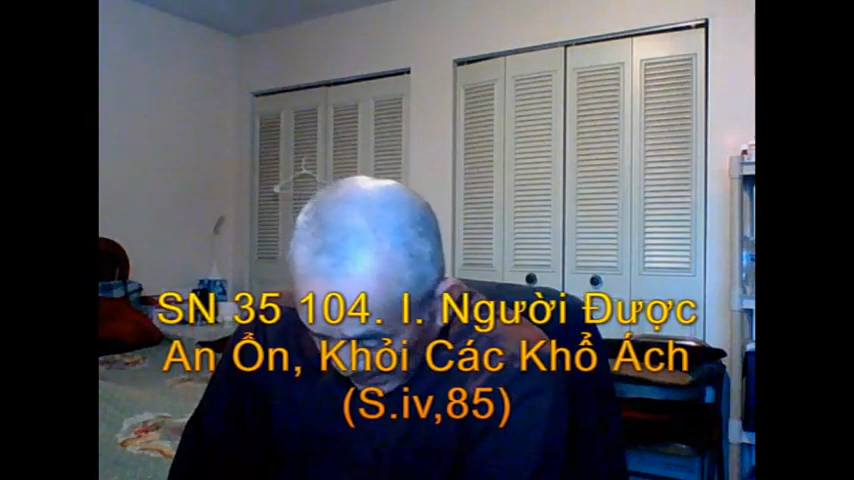 SN 35 104. I. Người Được
An Ổn, Khỏi Các Khổ Ách
(S.iv,85)